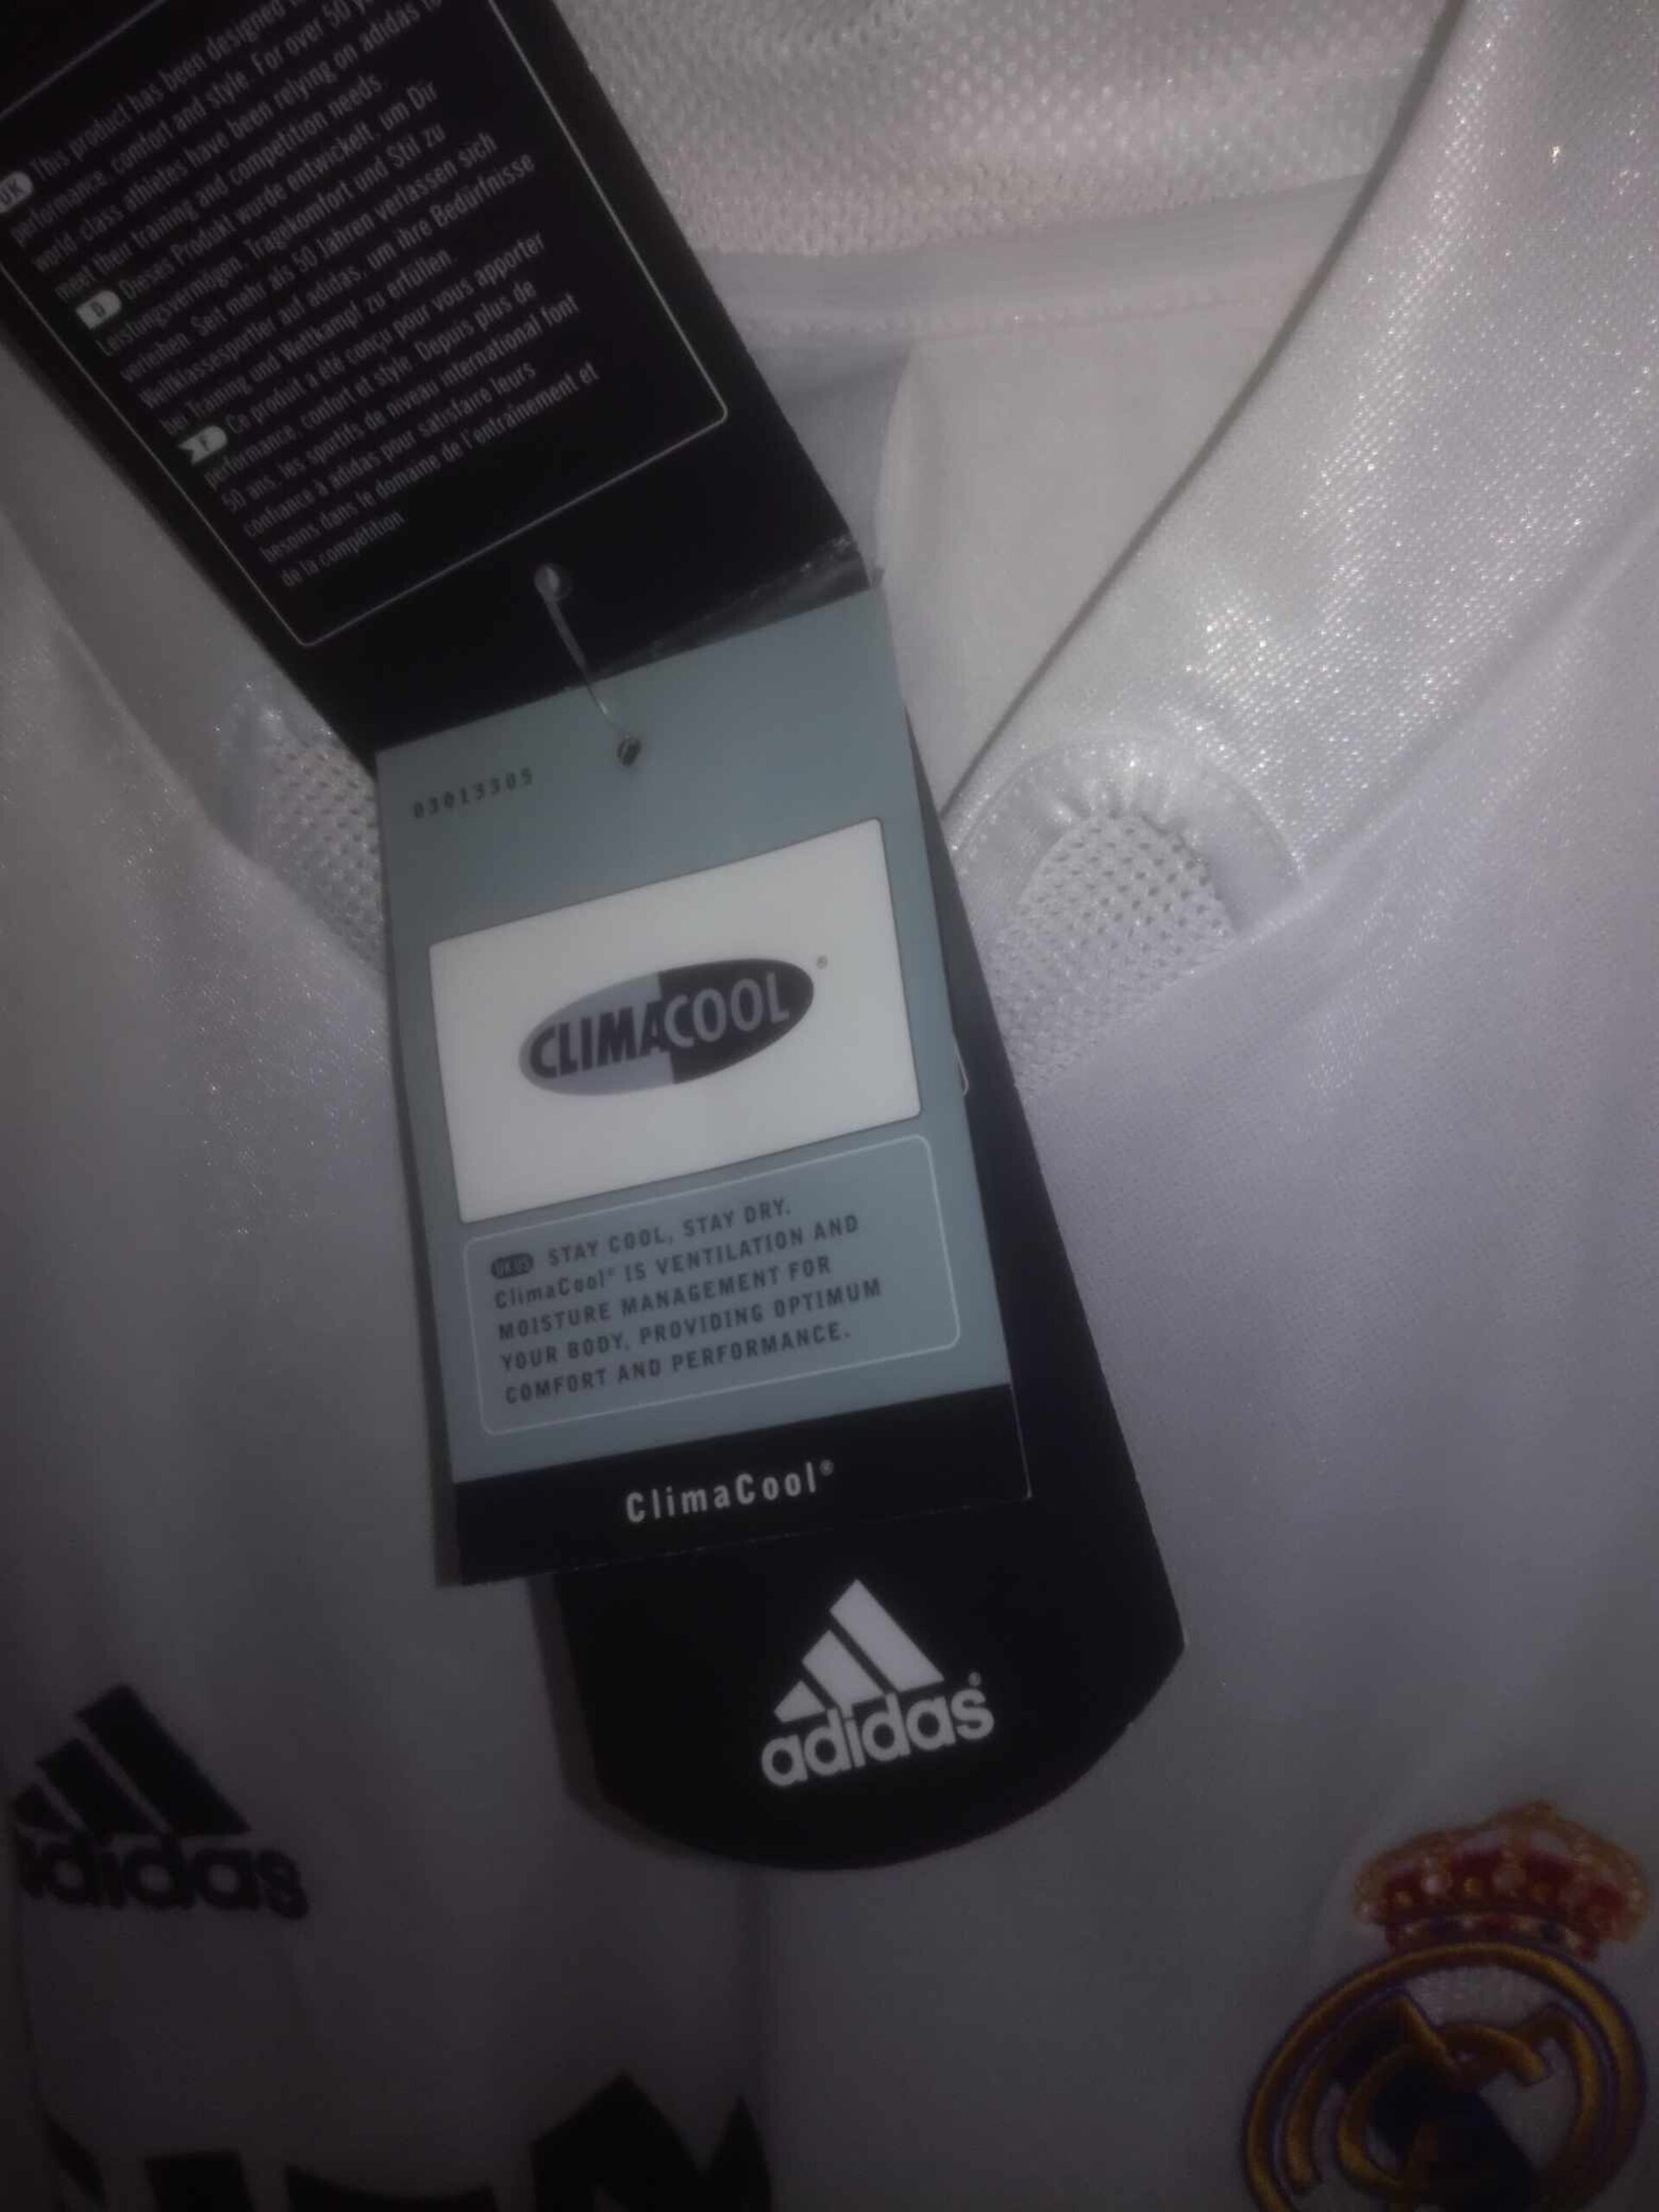 UK This product has been designed
performance, comfort and style. For over 50
world-class athletes have been relying on adidas to
meet their training and competition needs.
D Dieses Produkt wurde entwickelt, um Dir
Leistungsvermögen, Tragekomfort und Stil zu
verleihen. Seit mehr als 50 Jahren verlassen sich
Weltklassesportler auf adidas, um ihre Bedürfnisse
bei Training und Wettkampf zu erfüllen.
F Ce produit a été conçu pour vous apporter
performance, confort et style. Depuis plus de
50 ans, les sportifs de niveau international font
confiance à adidas pour satisfaire leurs
besoins dans le domaine de l'entraînement et
de la compétition.
03013305
CLIMACOOL®
UK US STAY COOL, STAY DRY.
ClimaCool® IS VENTILATION AND
MOISTURE MANAGEMENT FOR
YOUR BODY, PROVIDING OPTIMUM
COMFORT AND PERFORMANCE.
ClimaCool®
adidas®
adidas